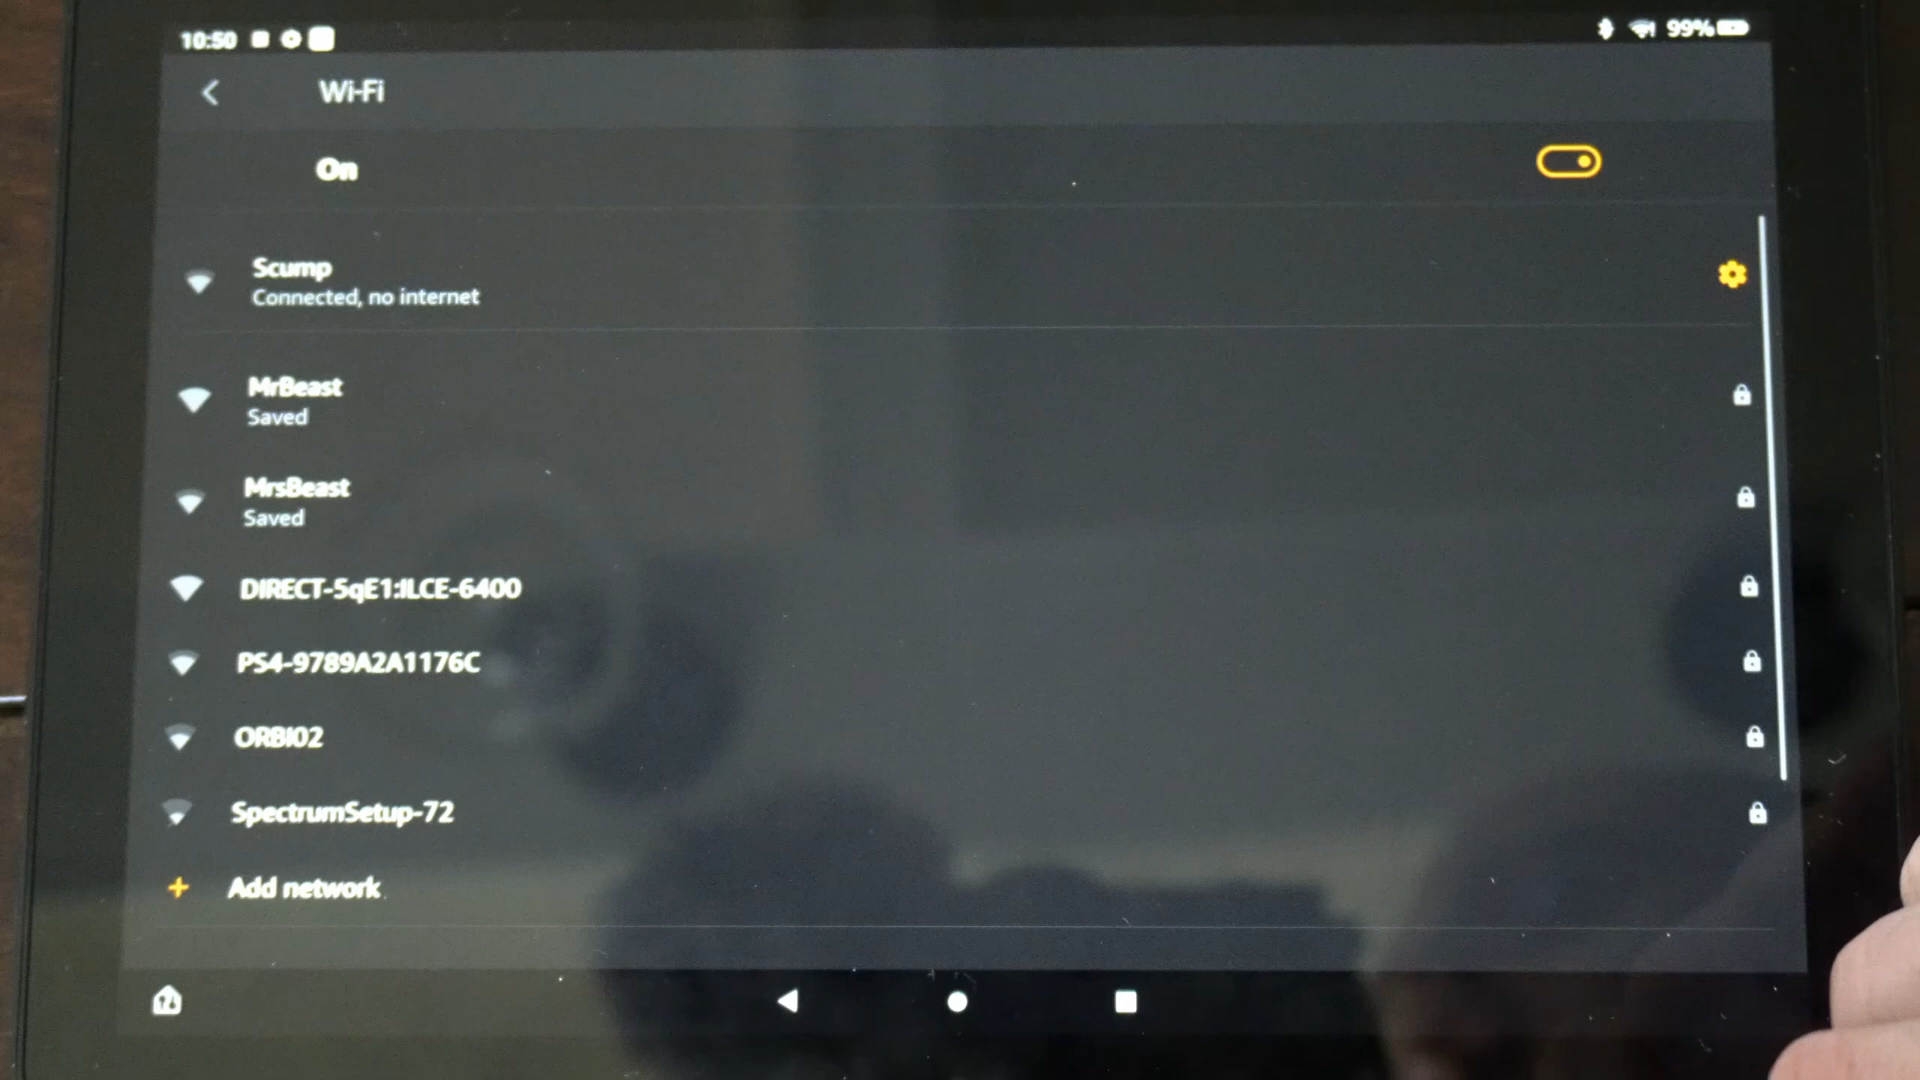 10:50 99%
Wi-Fi
On
Scump
Connected, no internet
MrBeast
Saved
MrsBeast
Saved
DIRECT-5qE1:ILCE-6400
PS4-9789A2A1176C
ORBI02
SpectrumSetup-72
Add network